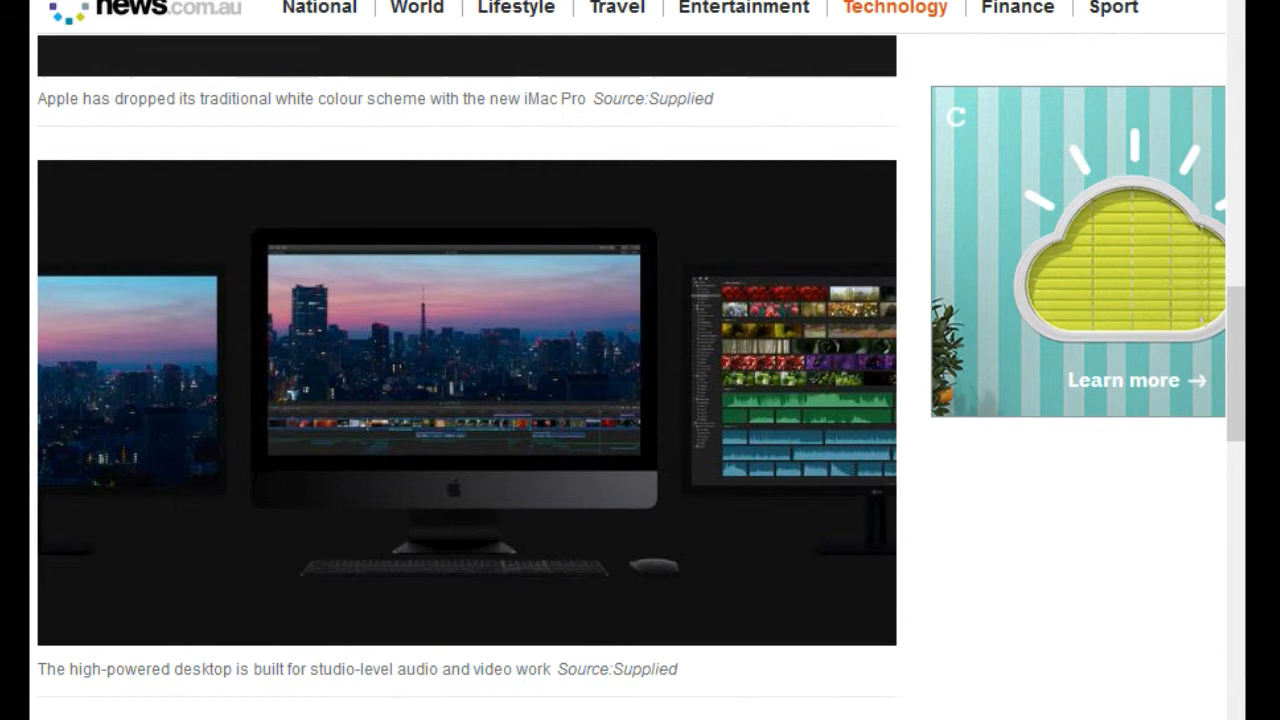 news.com.au
National
World
Lifestyle
Travel
Entertainment
Technology
Finance
Sport
Apple has dropped its traditional white colour scheme with the new iMac Pro Source:Supplied
C
Learn more →
The high-powered desktop is built for studio-level audio and video work Source:Supplied